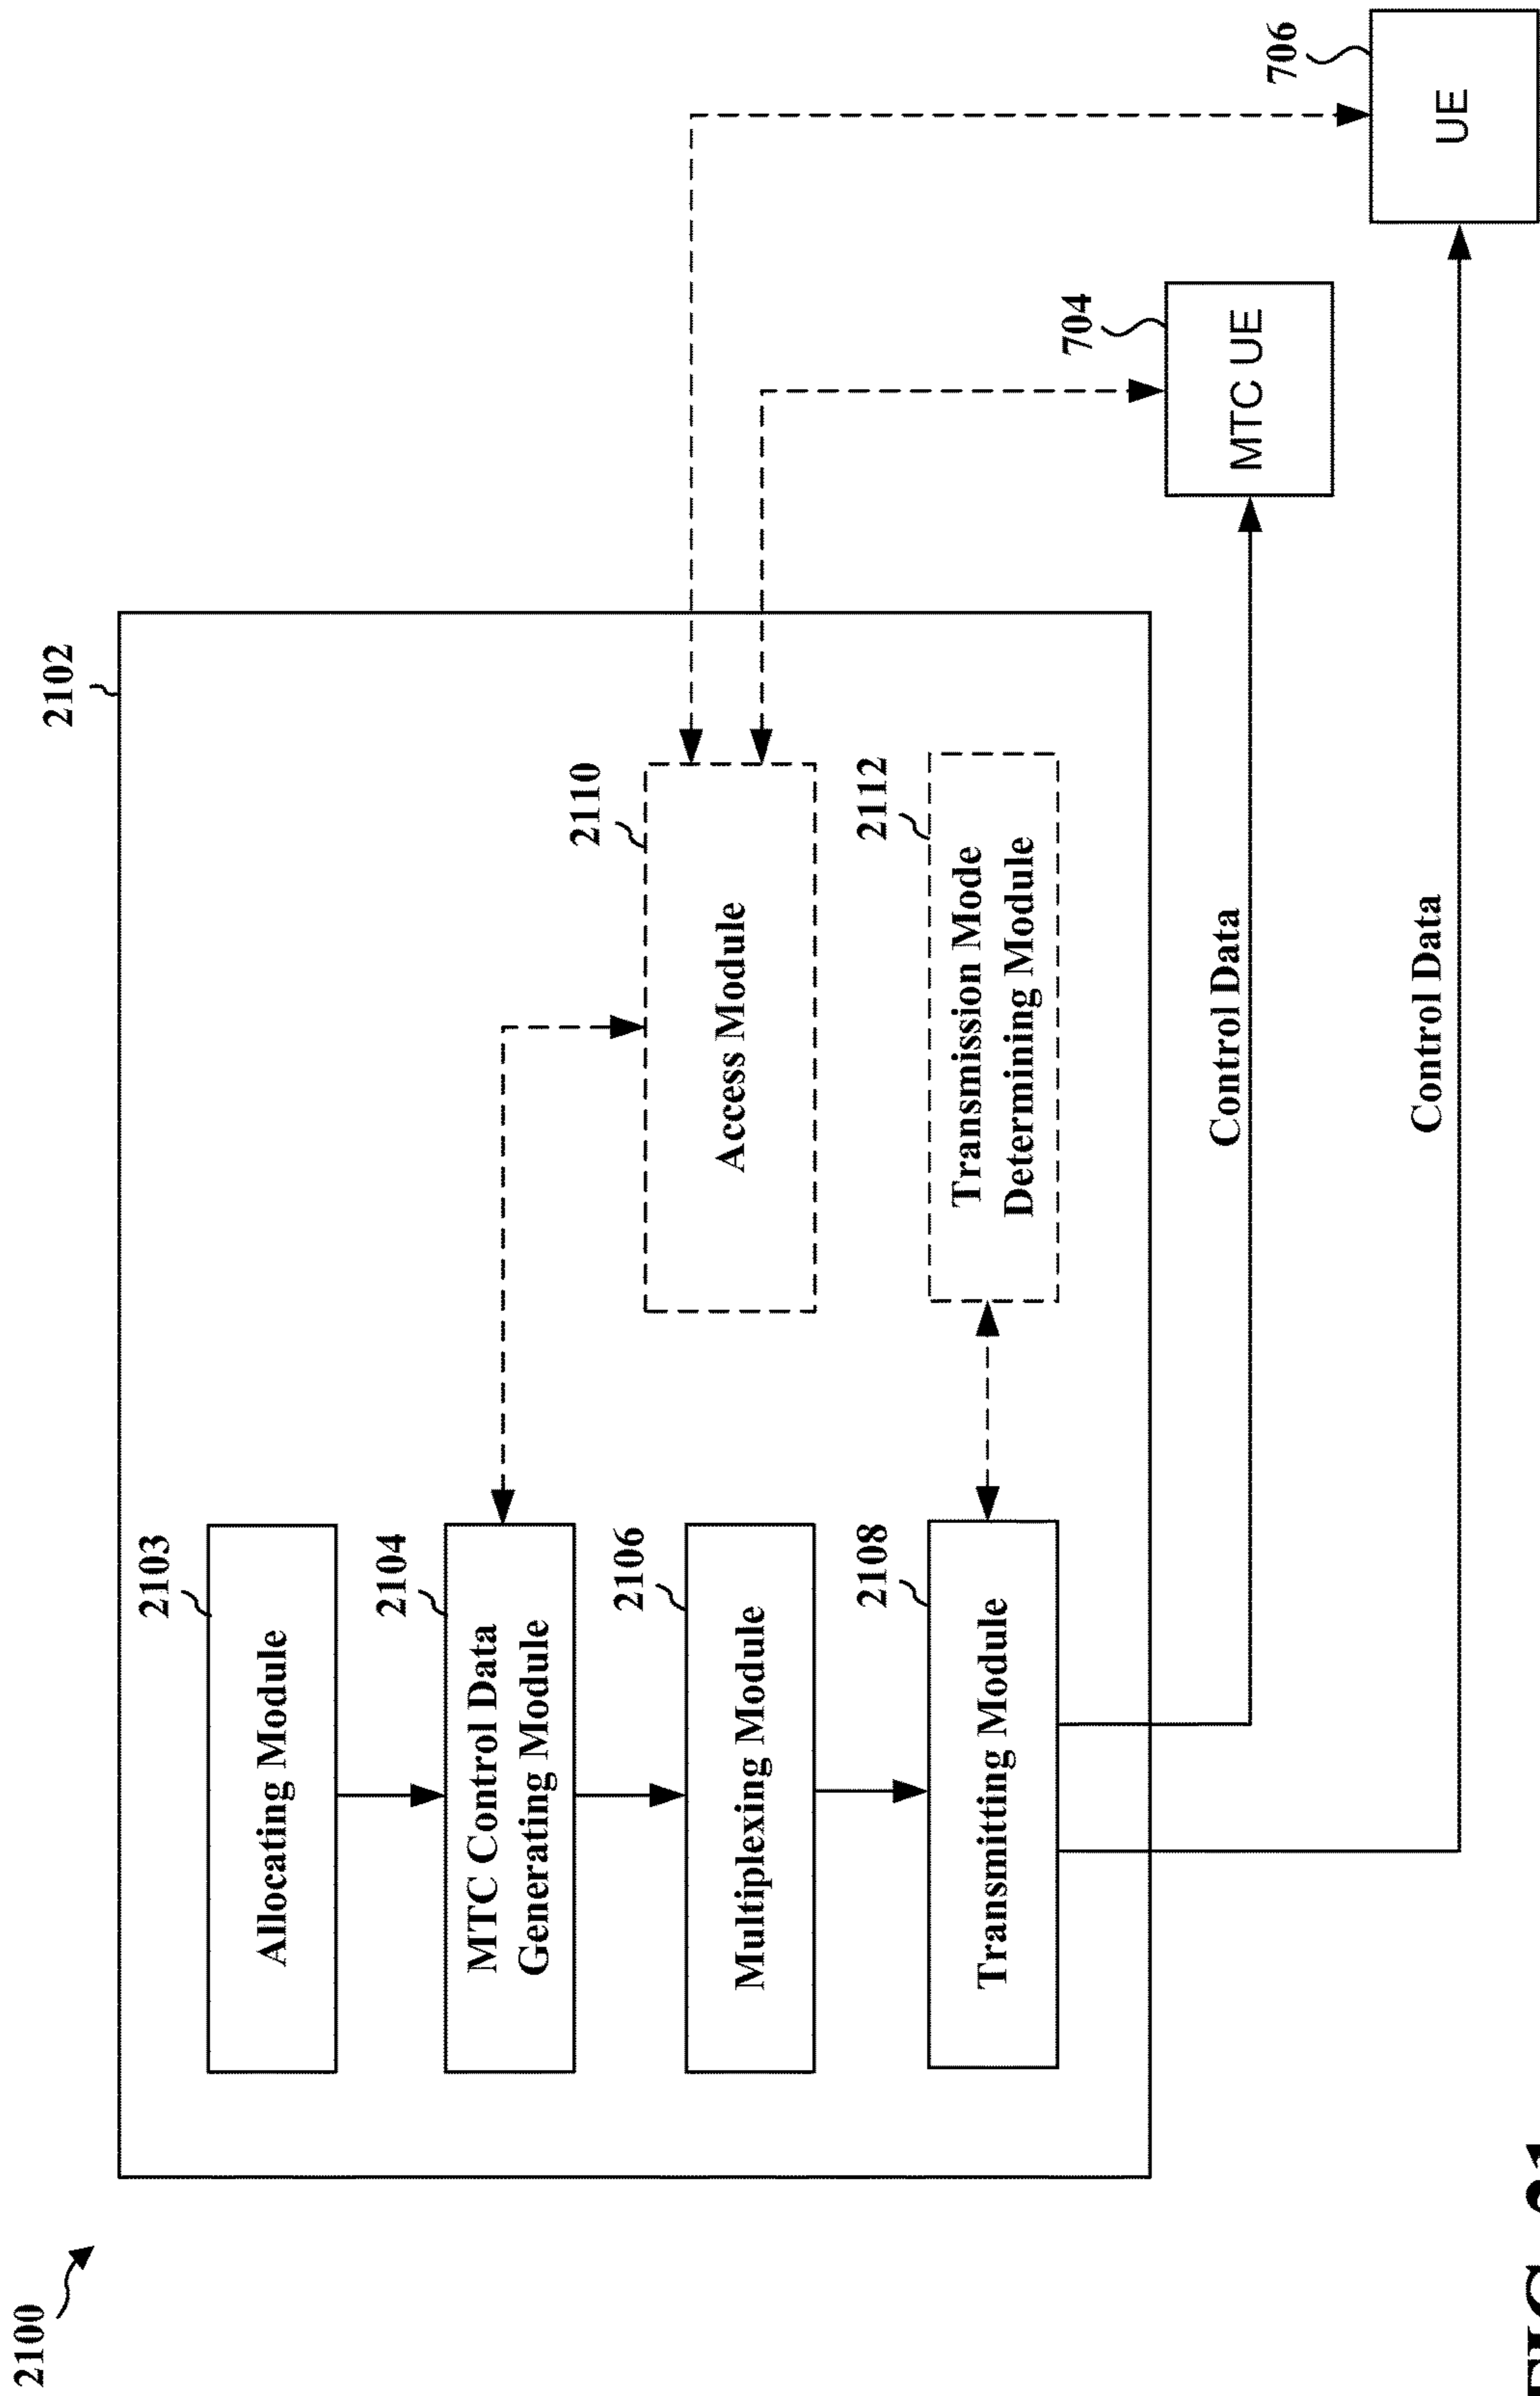 2100
2102
2103
Allocating Module
2104
MTC Control Data
Generating Module
2106
Multiplexing Module
2108
Transmitting Module
2110
Access Module
2112
Transmission Mode
Determining Module
Control Data
Control Data
704
MTC UE
706
UE